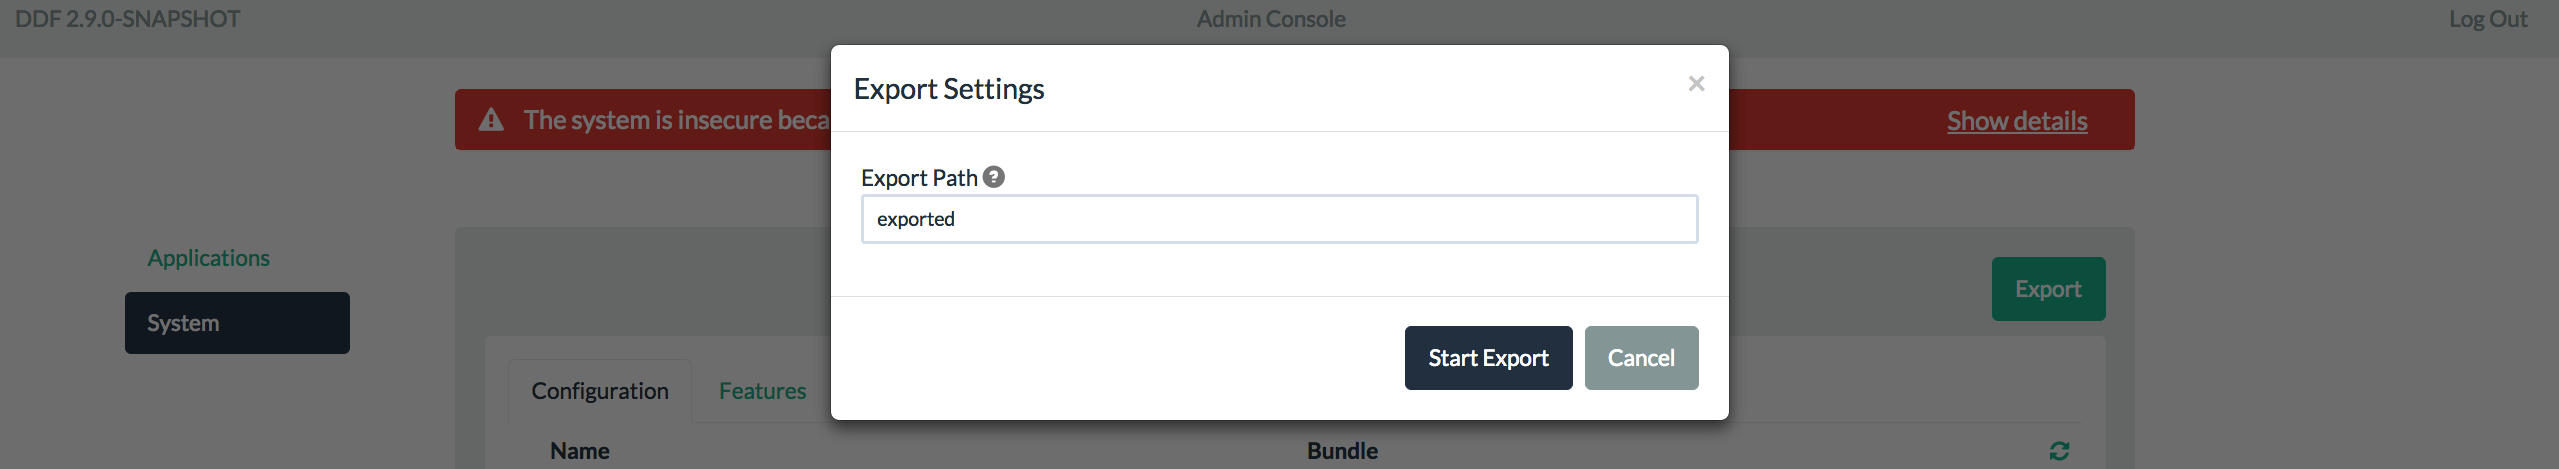 DDF 2.9.0-SNAPSHOT Admin Console Log Out
Export Settings ×
The system is insecure beca Show details
Export Path ?
exported
Applications
Export
System
Start Export Cancel
Configuration Features
Name Bundle